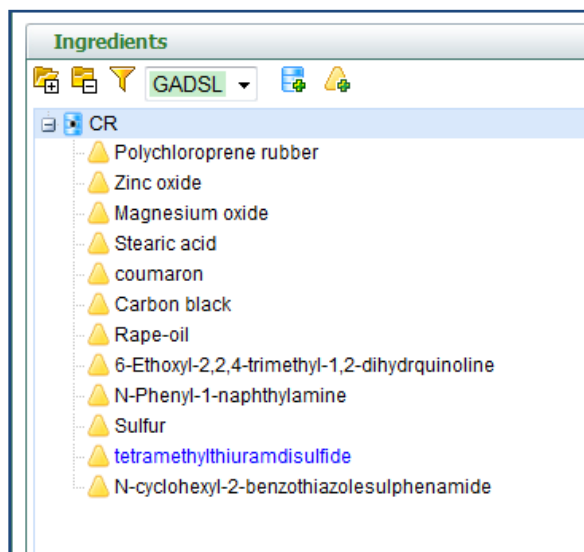 Ingredients
GADSL
CR
Polychloroprene rubber
Zinc oxide
Magnesium oxide
Stearic acid
coumaron
Carbon black
Rape-oil
6-Ethoxyl-2,2,4-trimethyl-1,2-dihydrquinoline
N-Phenyl-1-naphthylamine
Sulfur
tetramethylthiuramdisulfide
N-cyclohexyl-2-benzothiazolesulphenamide